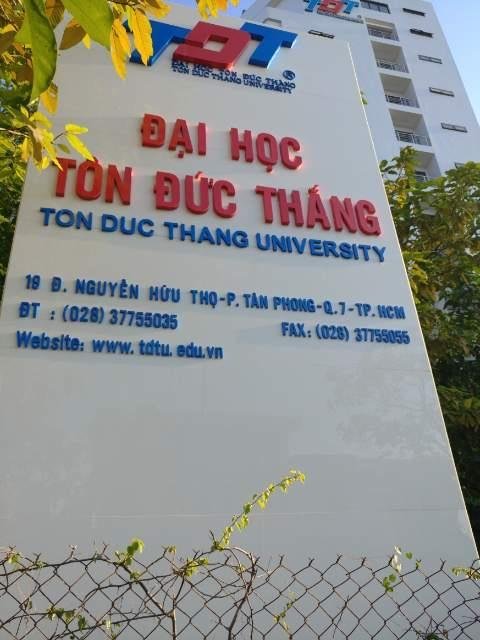 TDT
TDT
ĐẠI HỌC TÔN ĐỨC THẮNG
TON DUC THANG UNIVERSITY
®
ĐẠI HỌC
TÔN ĐỨC THẮNG
TON DUC THANG UNIVERSITY
19 Đ. NGUYỄN HỮU THỌ-P. TÂN PHONG-Q.7-TP. HCM
ĐT : (028) 37755035 FAX: (028) 37755055
Website: www. tdtu. edu.vn